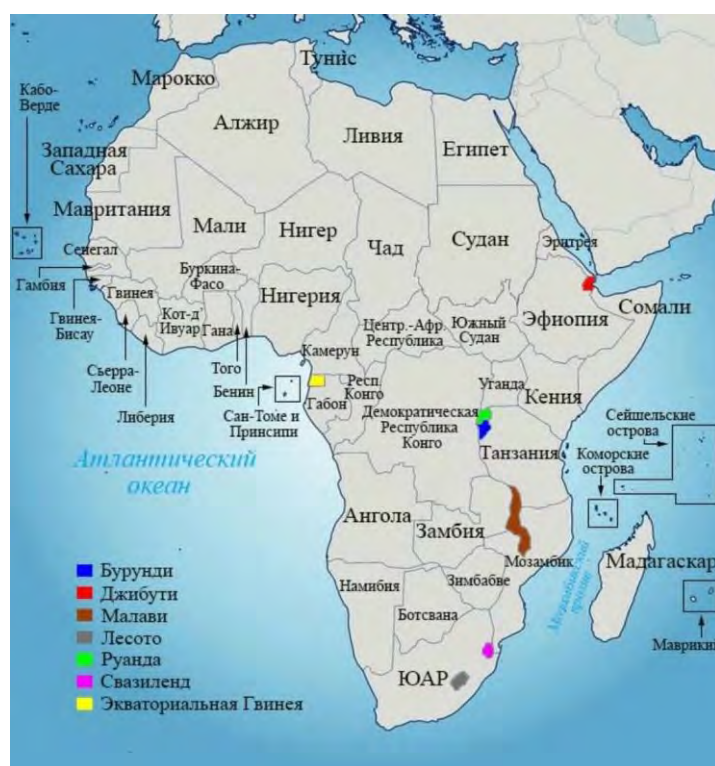 Тунис
Марокко
Кабо-
Верде
Алжир
Ливия
Египет
Западная
Сахара
Мавритания
Мали
Нигер
Чад
Судан
Эратрея
Сенегал
Гамбия
Буркина-
Фасо
Гвинея
Нигерия
Сомали
Эфиопия
Гвинея-
Бисау
Кот-д'
Ивуар
Гана
Центр.-Афр.
Республика
Южный
Судан
Камерун
Сьерра-
Леоне
Того
Бенин
Респ.
Конго
Габон
Уганда
Кения
Либерия
Сан-Томе и
Принсипи
Демократическая
Республика
Конго
Сейшельские
острова
Танзания
Коморские
острова
Атлантический
океан
Ангола
Замбия
Мозамбик
Мадагаскар
Мозамбикский
пролив
Намибия
Зимбабве
Ботсвана
Маврикий
ЮАР
Бурунди
Джибути
Малави
Лесото
Руанда
Свазиленд
Экваториальная Гвинея